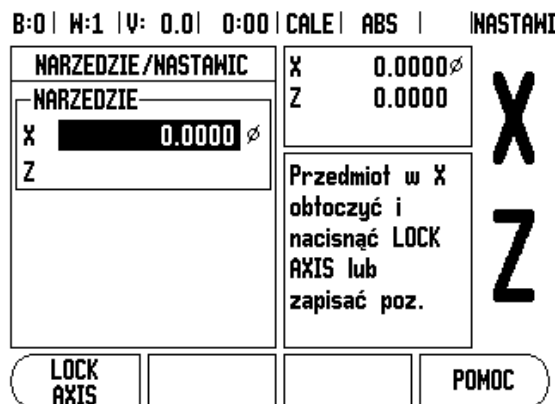 B:0 | W:1 | V: 0.0 | 0:00 | CALE | ABS | | NASTAWI
NARZEDZIE/NASTAWIC
NARZEDZIE
X 0.0000 ø
Z
X 0.0000 ø
Z 0.0000
Przedmiot w X
obtoczyć i
nacisnąć LOCK
AXIS lub
zapisać poz.
X
Z
LOCK
AXIS
POMOC